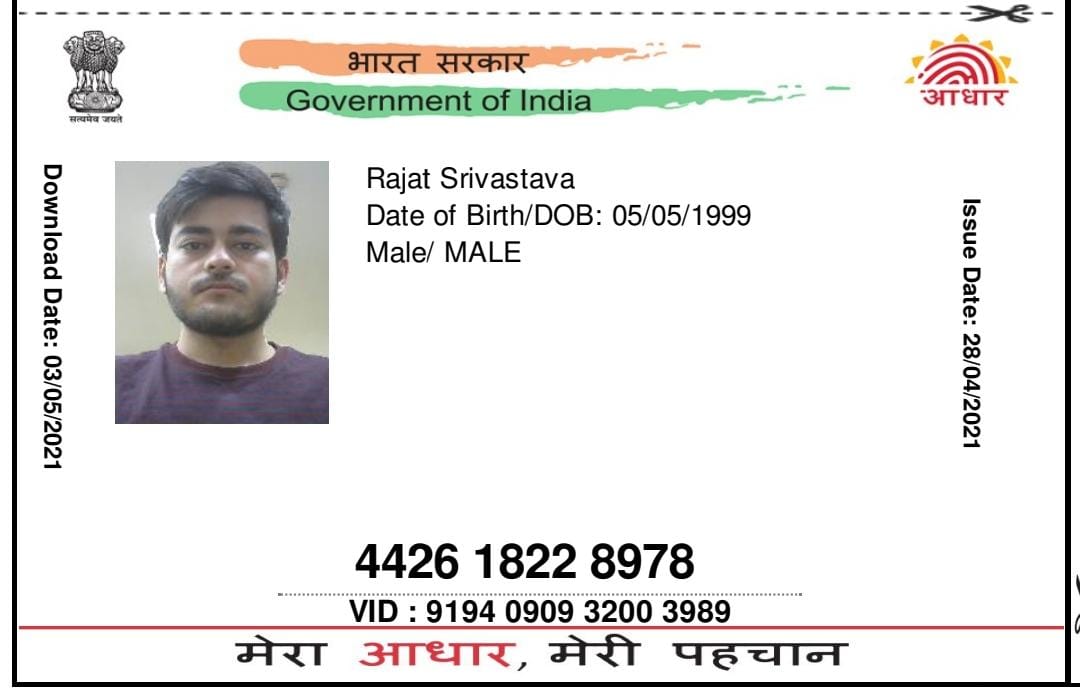 भारत सरकार
Government of India
सत्यमेव जयते
आधार
Download Date: 03/05/2021
Rajat Srivastava
Date of Birth/DOB: 05/05/1999
Male/ MALE
Issue Date: 28/04/2021
4426 1822 8978
VID : 9194 0909 3200 3989
मेरा आधार, मेरी पहचान